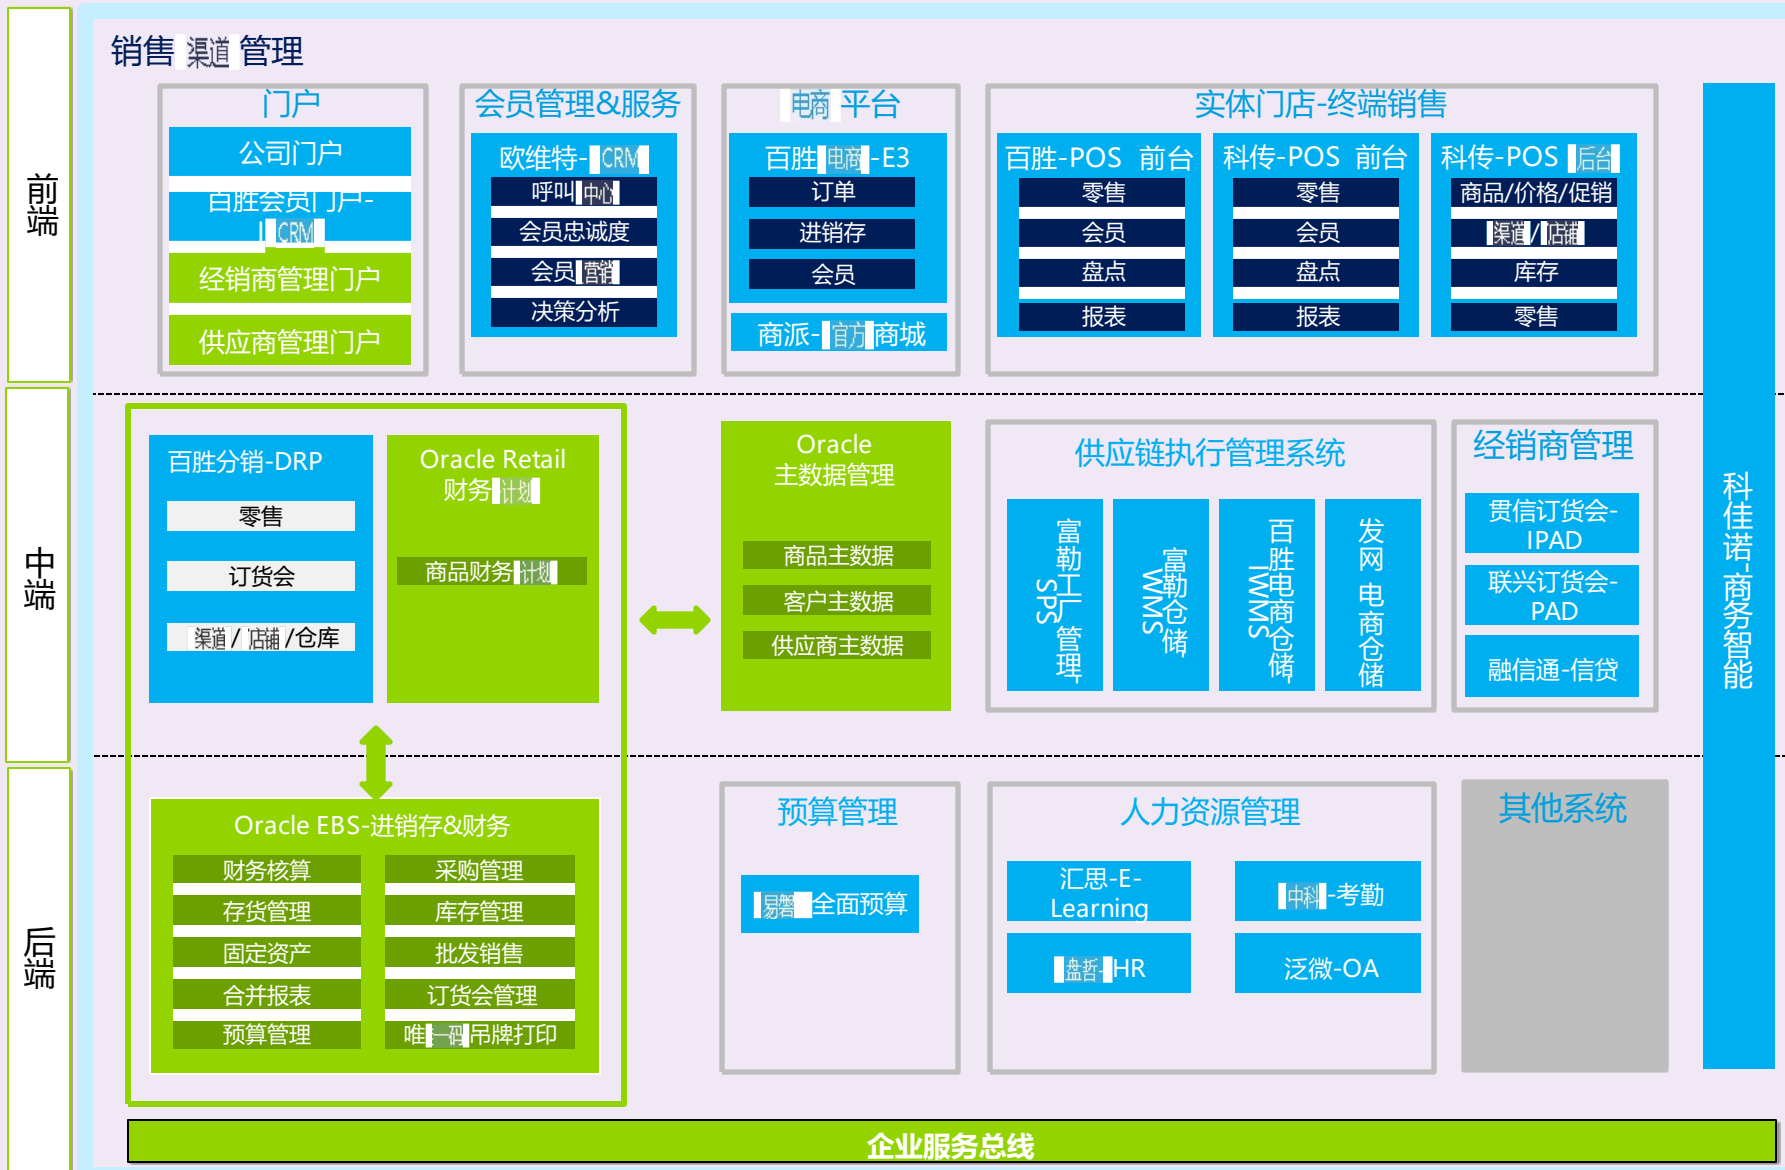 销售 渠道 管理
前端
门户
公司门户
百胜会员门户-
CRM
经销商管理门户
供应商管理门户
会员管理&服务
欧维特-CRM
呼叫中心
会员忠诚度
会员营销
决策分析
电商 平台
百胜电商-E3
订单
进销存
会员
商派-官方商城
实体门店-终端销售
百胜-POS 前台
零售
会员
盘点
报表
科传-POS 前台
零售
会员
盘点
报表
科传-POS 后台
商品/价格/促销
渠道/店铺
库存
零售
科佳诺-商务智能
中端
百胜分销-DRP
零售
订货会
渠道/店铺/仓库
Oracle Retail
财务计划
商品财务计划
Oracle
主数据管理
商品主数据
客户主数据
供应商主数据
供应链执行管理系统
富勒工厂管理-
SPS
富勒仓储-
WMS
百胜电商仓储-
IWMS
发网 电商仓储
经销商管理
贯信订货会-
IPAD
联兴订货会-
PAD
融信通-信贷
后端
Oracle EBS-进销存&财务
财务核算
存货管理
固定资产
合并报表
预算管理
采购管理
库存管理
批发销售
订货会管理
唯一码吊牌打印
预算管理
易磐全面预算
人力资源管理
汇思-E-
Learning
中科-考勤
盘哲-HR
泛微-OA
其他系统
企业服务总线